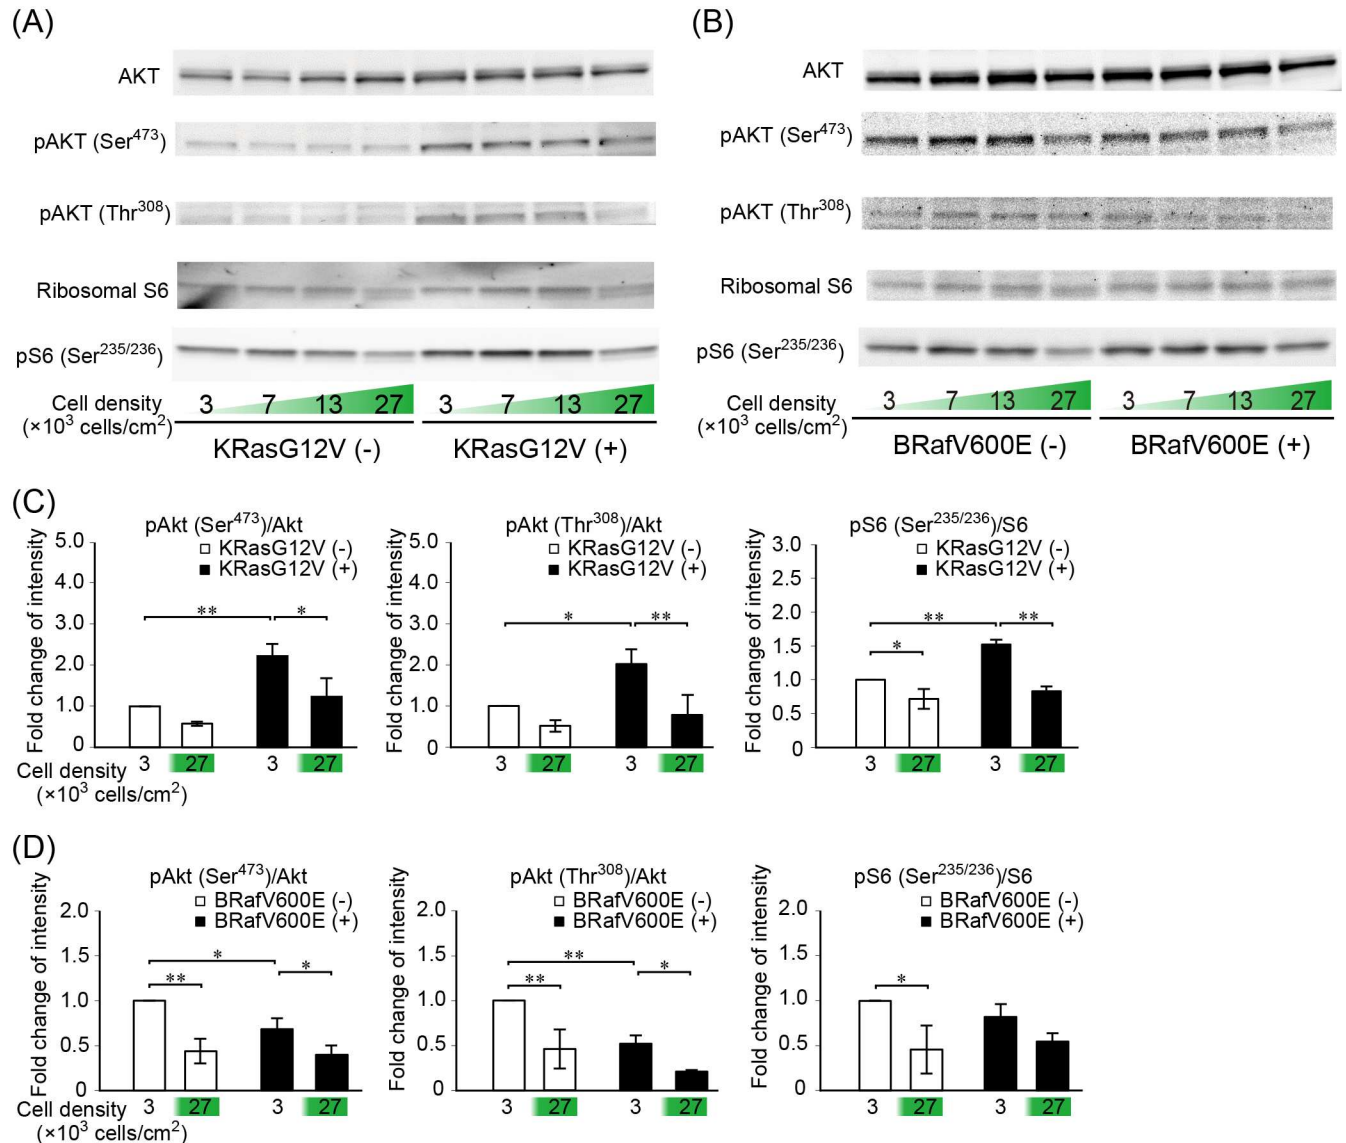 (A)
AKT
pAKT (Ser473)
pAKT (Thr308)
Ribosomal S6
pS6 (Ser235/236)
Cell density
(×10³ cells/cm²)
3 7 13 27 3 7 13 27
KRasG12V (-) KRasG12V (+)
(B)
AKT
pAKT (Ser473)
pAKT (Thr308)
Ribosomal S6
pS6 (Ser235/236)
Cell density
(×10³ cells/cm²)
3 7 13 27 3 7 13 27
BRafV600E (-) BRafV600E (+)
(C)
pAkt (Ser473)/Akt
KRasG12V (-)
KRasG12V (+)
Fold change of intensity
5.0
4.0
3.0
2.0
1.0
0
** *
3 27 3 27
Cell density
(×10³ cells/cm²)
pAkt (Thr308)/Akt
KRasG12V (-)
KRasG12V (+)
Fold change of intensity
5.0
4.0
3.0
2.0
1.0
0
* **
3 27 3 27
pS6 (Ser235/236)/S6
KRasG12V (-)
KRasG12V (+)
Fold change of intensity
3.0
2.5
2.0
1.5
1.0
0.5
0
** **
*
3 27 3 27
(D)
pAkt (Ser473)/Akt
BRafV600E (-)
BRafV600E (+)
Fold change of intensity
2.0
1.5
1.0
0.5
0
*
** *
3 27 3 27
Cell density
(×10³ cells/cm²)
pAkt (Thr308)/Akt
BRafV600E (-)
BRafV600E (+)
Fold change of intensity
2.0
1.5
1.0
0.5
0
**
** *
3 27 3 27
pS6 (Ser235/236)/S6
BRafV600E (-)
BRafV600E (+)
Fold change of intensity
2.0
1.5
1.0
0.5
0
*
3 27 3 27